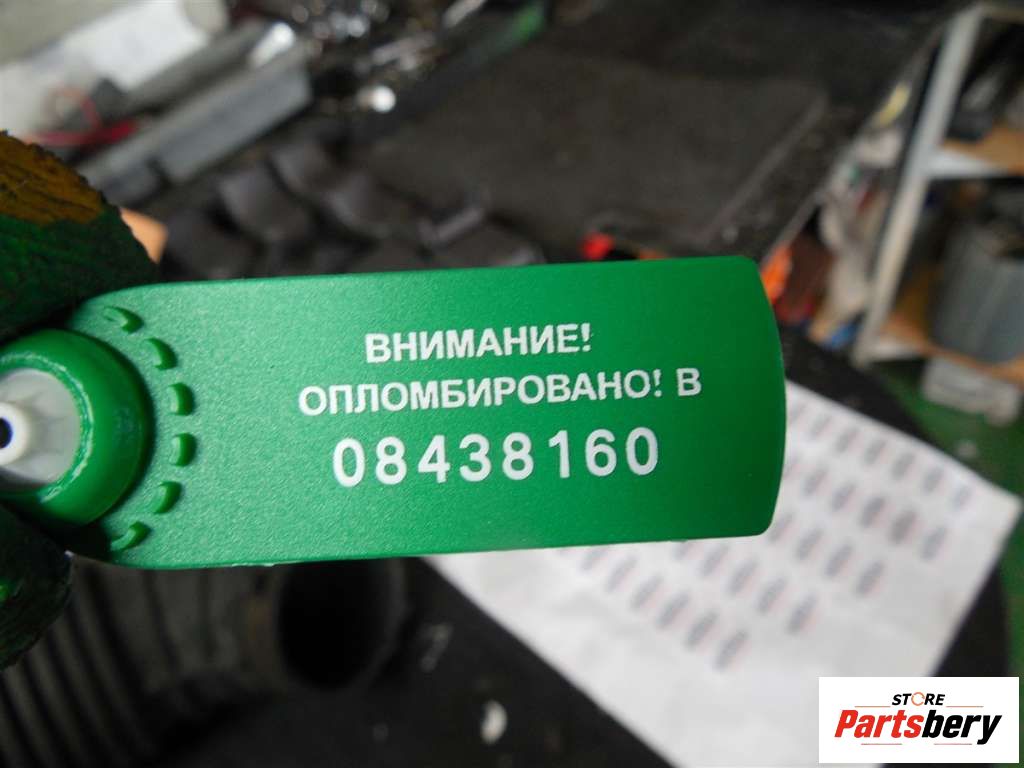 ВНИМАНИЕ!
ОПЛОМБИРОВАНО! В
08438160
STORE
Partsbery